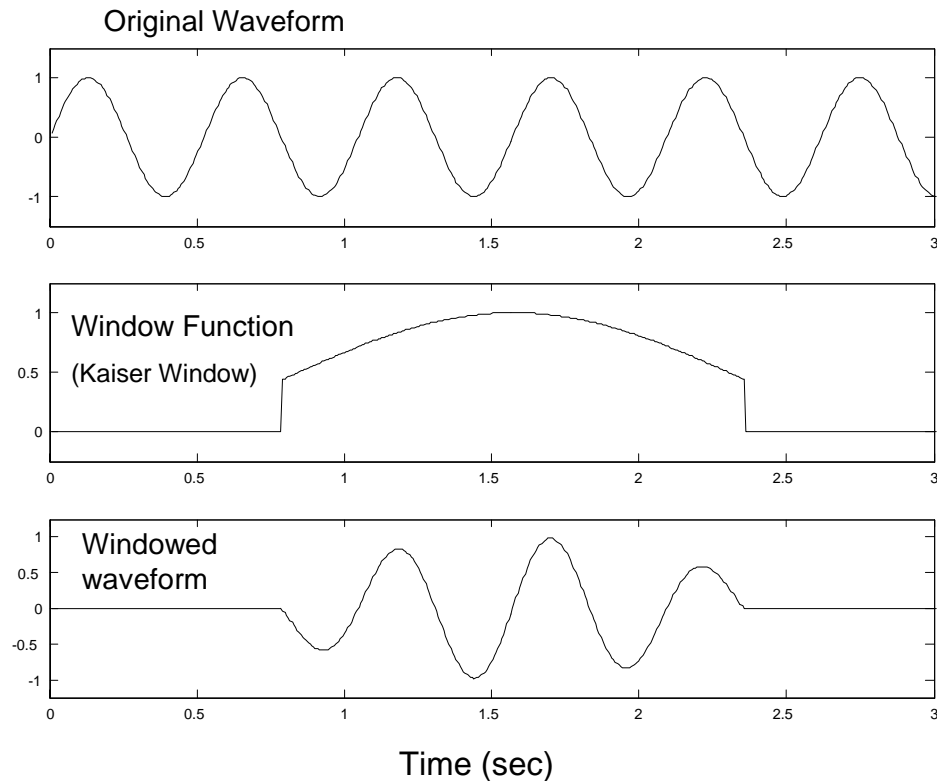 Original Waveform
1
0
-1
0 0.5 1 1.5 2 2.5 3
Window Function
(Kaiser Window)
1
0.5
0
0 0.5 1 1.5 2 2.5 3
Windowed
waveform
1
0.5
0
-0.5
-1
0 0.5 1 1.5 2 2.5 3
Time (sec)